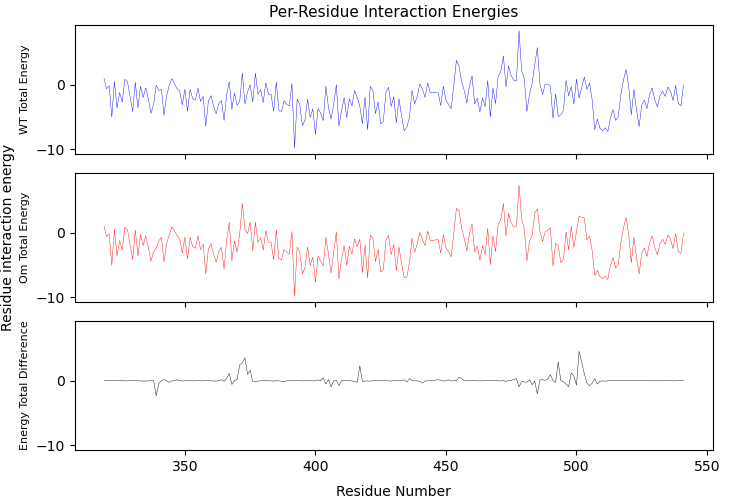 Per-Residue Interaction Energies
WT Total Energy
0
−10
Residue interaction energy
Om Total Energy
0
−10
Energy Total Difference
0
−10
350
400
450
500
550
Residue Number